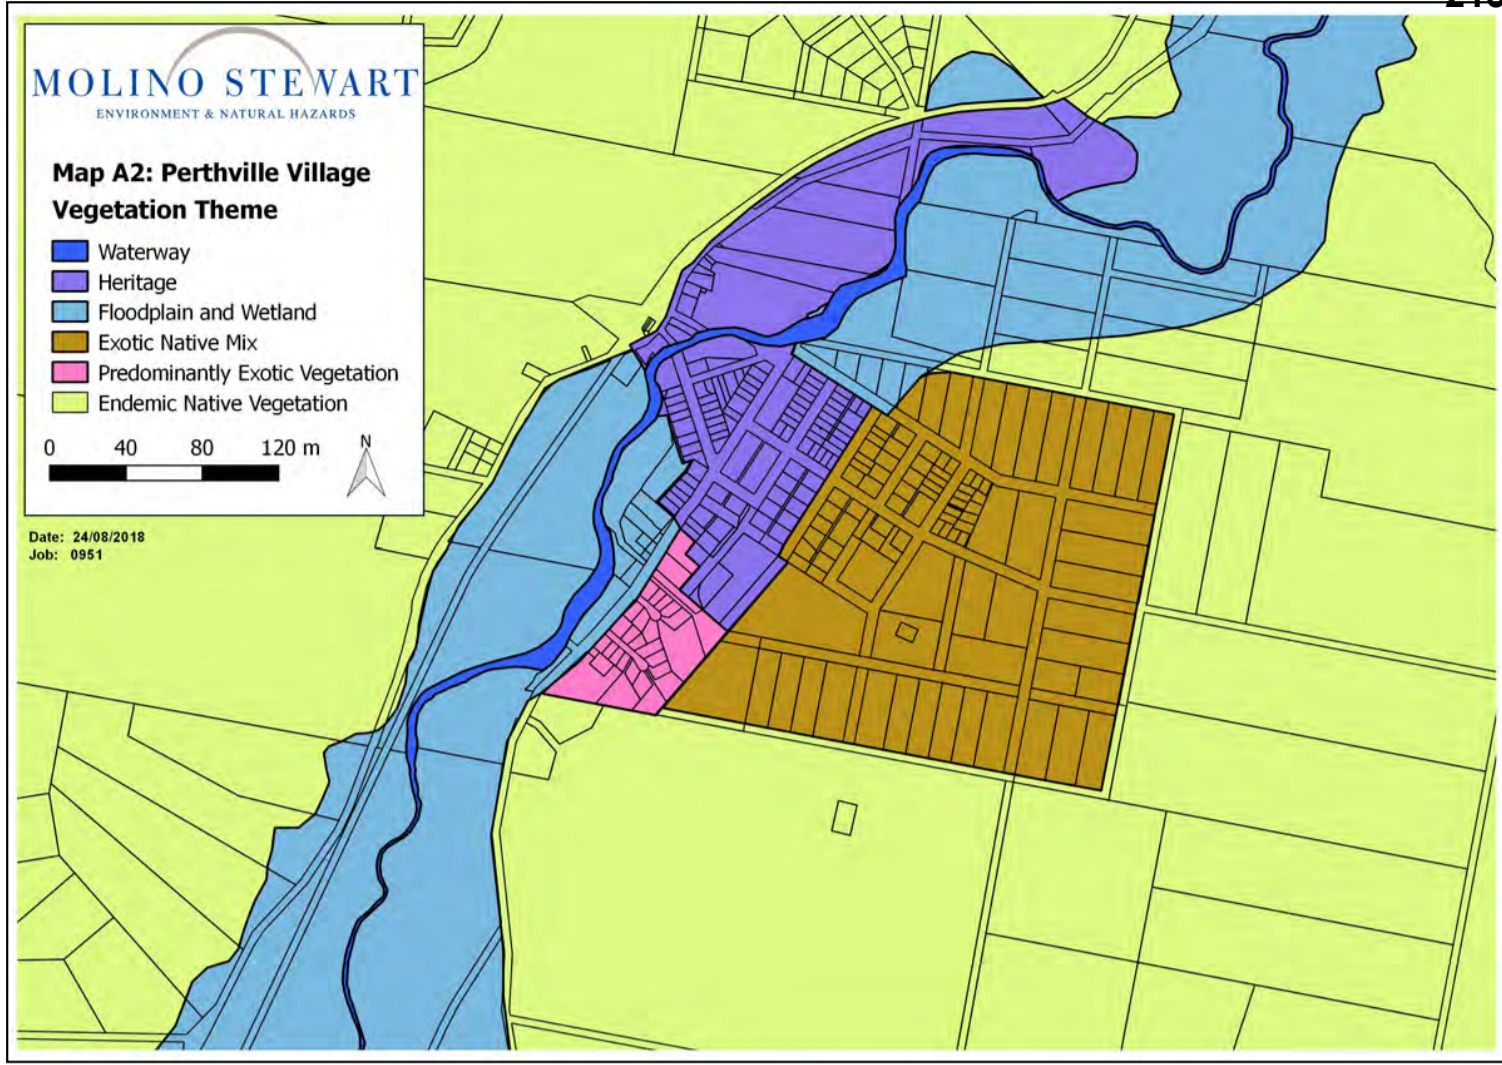 MOLINO STEWART
ENVIRONMENT & NATURAL HAZARDS
Map A2: Perthville Village
Vegetation Theme
Waterway
Heritage
Floodplain and Wetland
Exotic Native Mix
Predominantly Exotic Vegetation
Endemic Native Vegetation
0 40 80 120 m
N
Date: 24/08/2018
Job: 0951